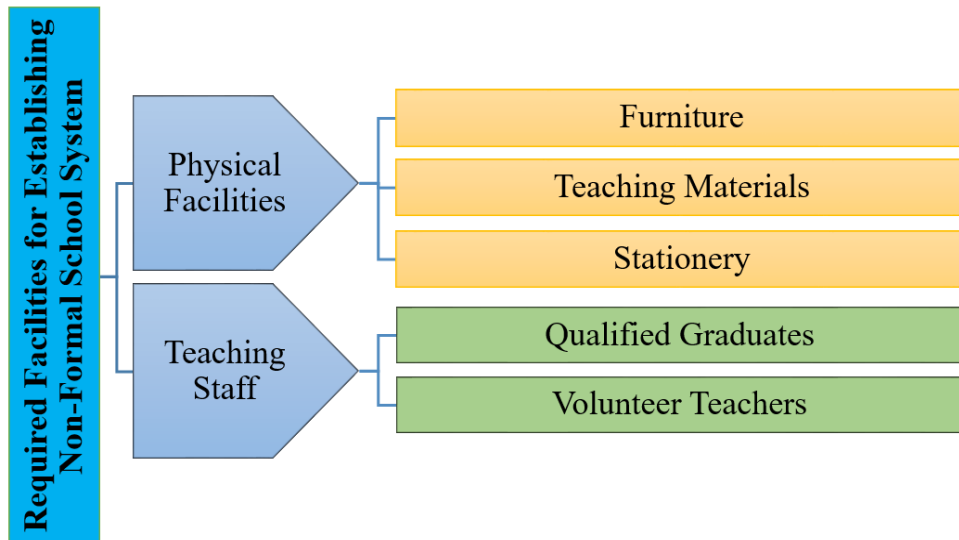 Required Facilities for Establishing
Non-Formal School System
Physical
Facilities
Furniture
Teaching Materials
Stationery
Teaching
Staff
Qualified Graduates
Volunteer Teachers